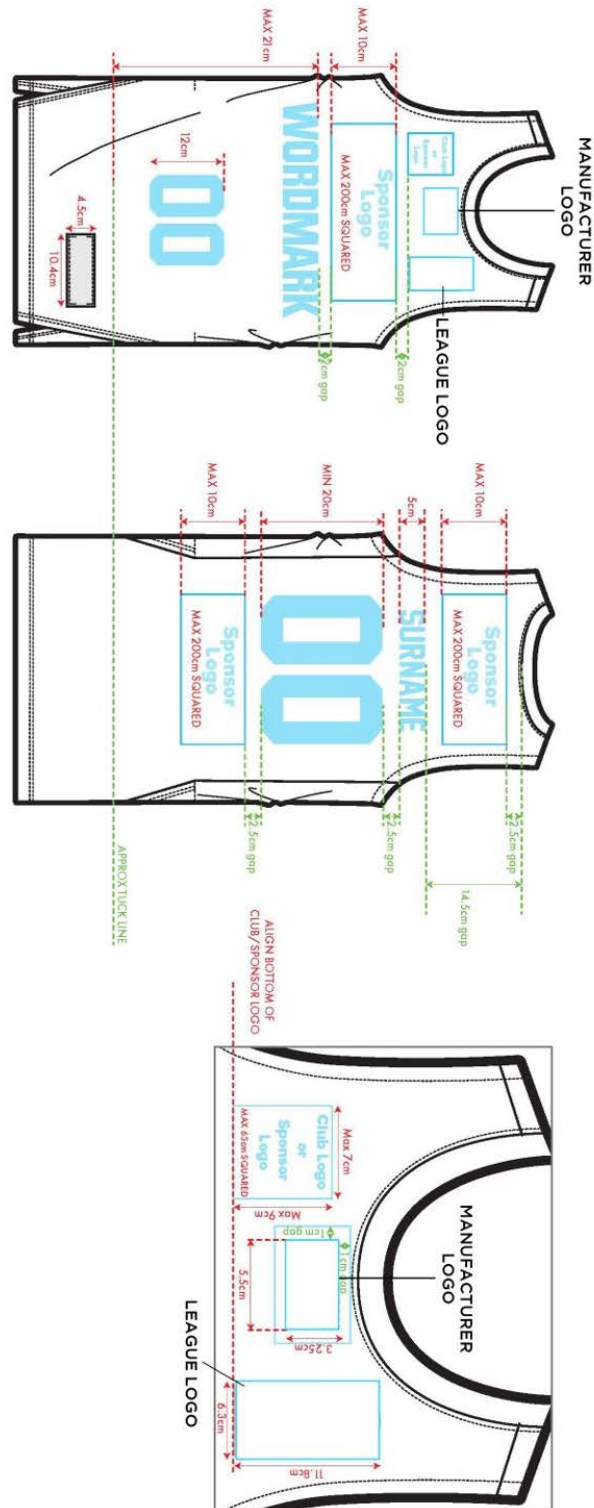 MANUFACTURER
LOGO
LEAGUE LOGO
Club Logo
or
Sponsor
Logo
MAX 10cm
Sponsor
Logo
MAX 200cm SQUARED
2cm gap
2cm gap
WORDMARK
MAX 21cm
12cm
00
4.5cm
10.4cm
MAX 10cm
Sponsor
Logo
MAX 200cm SQUARED
2.5cm gap
14.5cm gap
5cm
SURNAME
2.5cm gap
MIN 20cm
00
2.5cm gap
MAX 10cm
Sponsor
Logo
MAX 200cm SQUARED
APPROX TUCK LINE
MANUFACTURER
LOGO
Max 7cm
Club Logo
or
Sponsor
Logo
MAX 63cm SQUARED
Max 9cm
1cm gap
1cm gap
5.5cm
3.25cm
11.8cm
6.3cm
ALIGN BOTTOM OF
CLUB/SPONSOR LOGO
LEAGUE LOGO